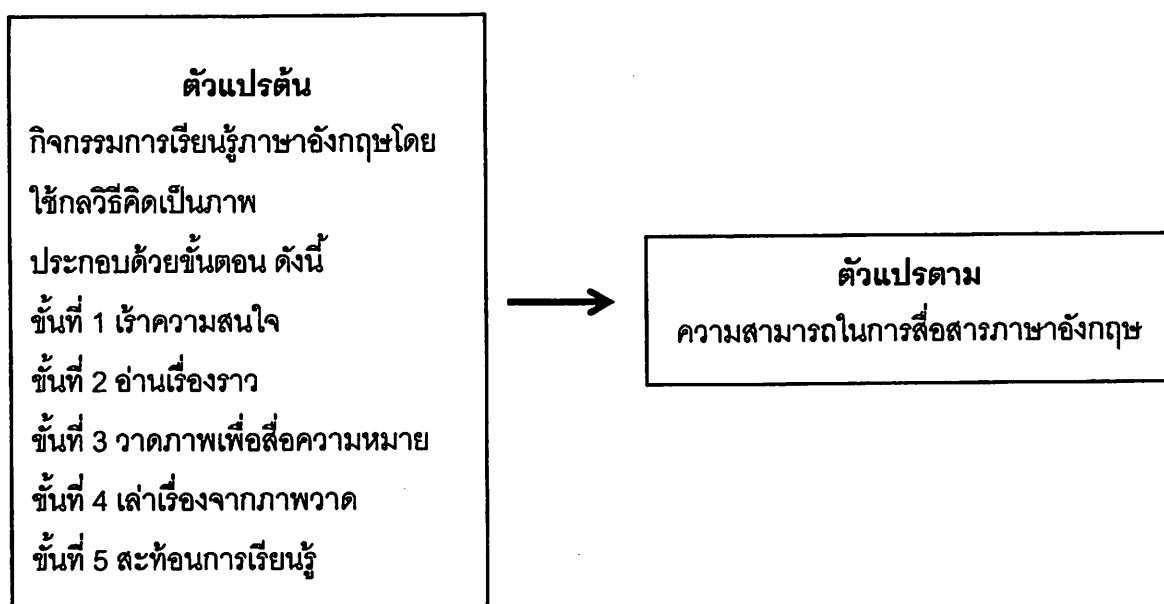 ตัวแปรต้น
กิจกรรมการเรียนรู้ภาษาอังกฤษโดย
ใช้กลวิธีคิดเป็นภาพ
ประกอบด้วยขั้นตอน ดังนี้
ขั้นที่ 1 เร้าความสนใจ
ขั้นที่ 2 อ่านเรื่องราว
ขั้นที่ 3 วาดภาพเพื่อสื่อความหมาย
ขั้นที่ 4 เล่าเรื่องจากภาพวาด
ขั้นที่ 5 สะท้อนการเรียนรู้
ตัวแปรตาม
ความสามารถในการสื่อสารภาษาอังกฤษ